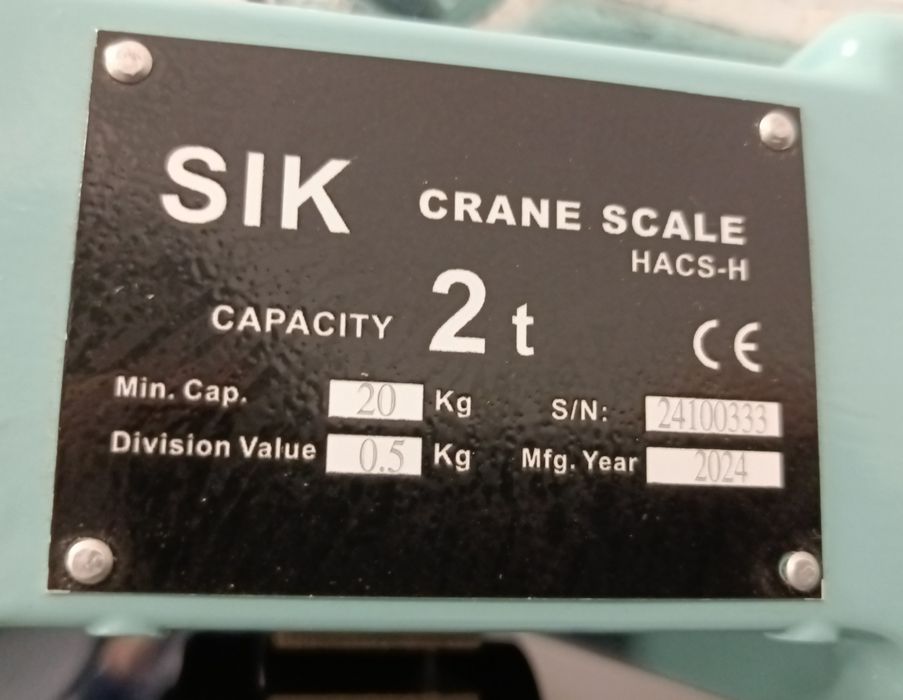 SIK CRANE SCALE
HACS-H
CAPACITY 2 t
CE
Min. Cap. 20 Kg S/N: 24100333
Division Value 0.5 Kg Mfg. Year 2024